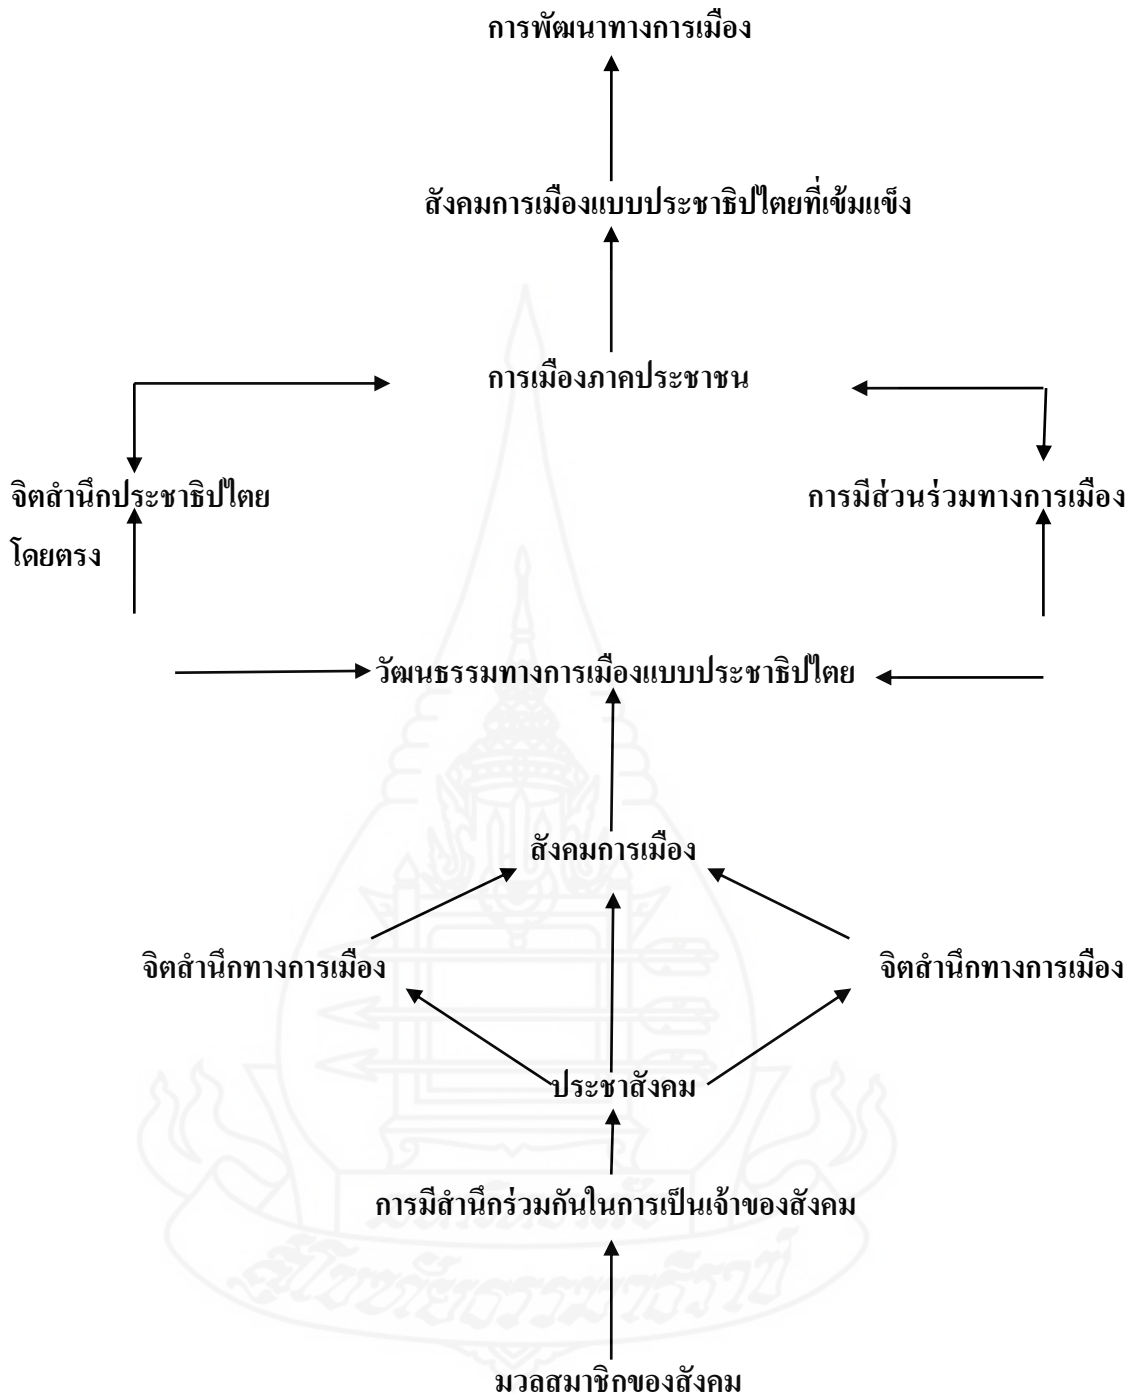 การพัฒนาทางการเมือง
สังคมการเมืองแบบประชาธิปไตยที่เข้มแข็ง
การเมืองภาคประชาชน
จิตสำนึกประชาธิปไตย
โดยตรง
การมีส่วนร่วมทางการเมือง
วัฒนธรรมทางการเมืองแบบประชาธิปไตย
สังคมการเมือง
จิตสำนึกทางการเมือง
จิตสำนึกทางการเมือง
ประชาสังคม
การมีสำนึกร่วมกันในการเป็นเจ้าของสังคม
มวลสมาชิกของสังคม